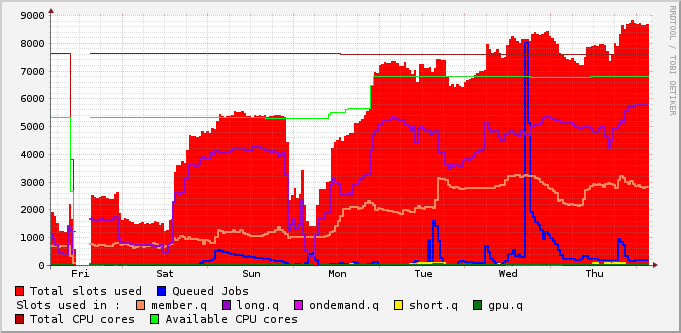 9000
8000
7000
6000
5000
4000
3000
2000
1000
0
Fri Sat Sun Mon Tue Wed Thu
RRDTOOL / TOBI OETIKER
Total slots used Queued Jobs
Slots used in : member.q long.q ondemand.q short.q gpu.q
Total CPU cores Available CPU cores